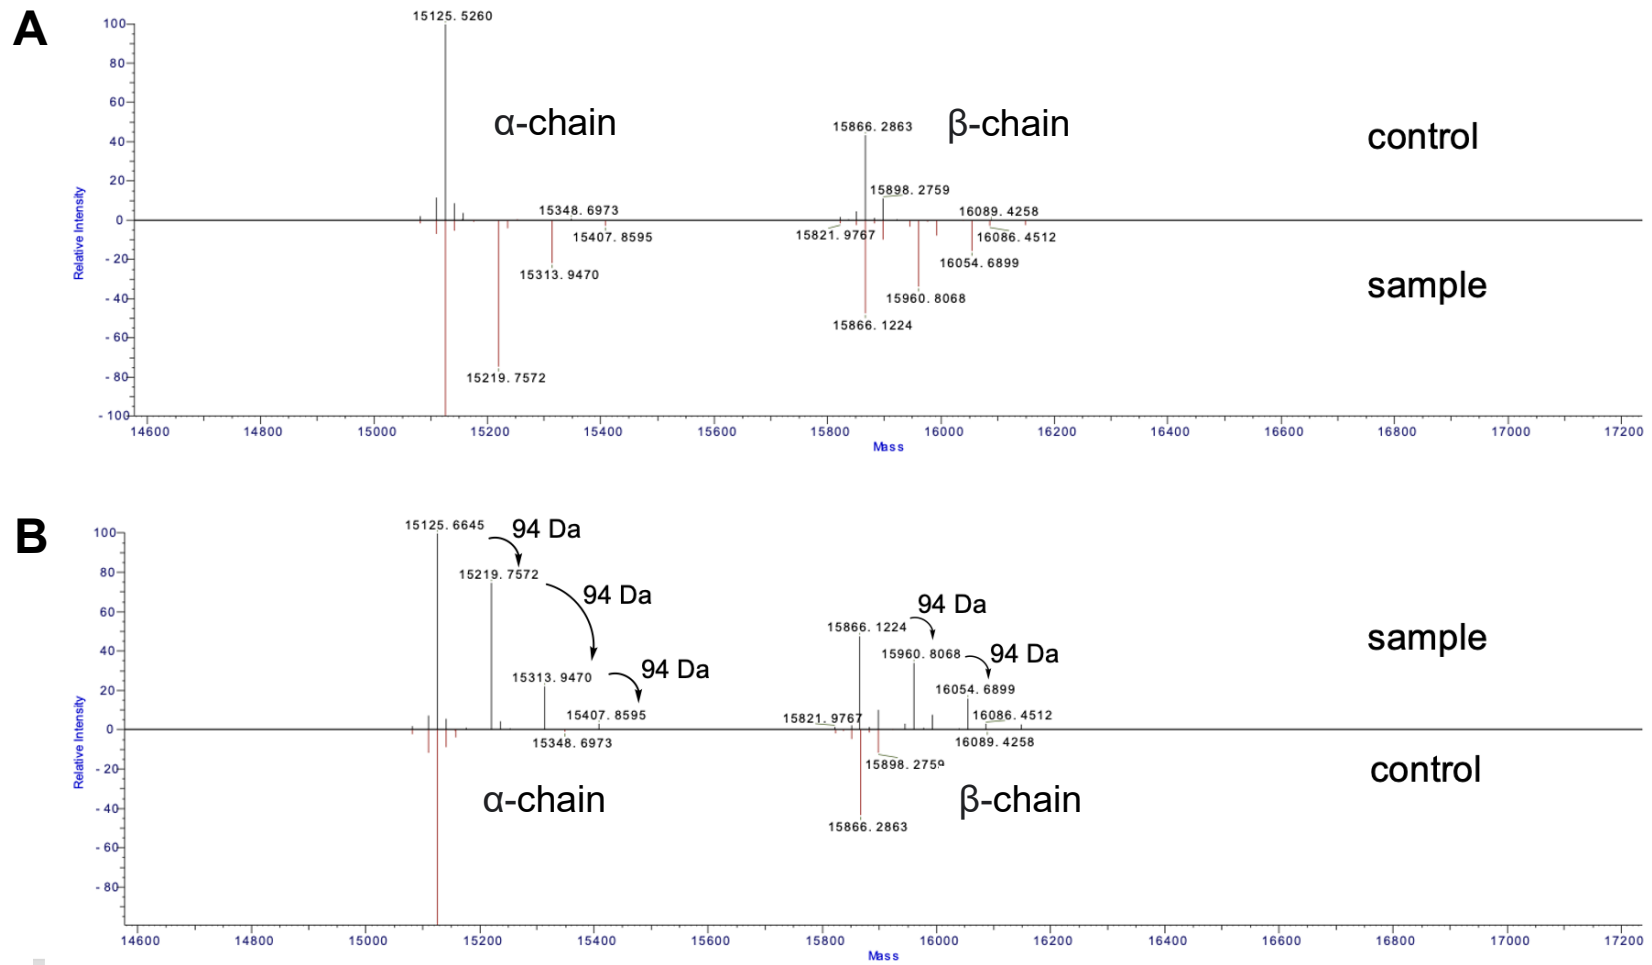 A
15125. 5260
α-chain
15866. 2863
β-chain
control
15898. 2759
15348. 6973
16089. 4258
15407. 8595
15821. 9767
16086. 4512
15313. 9470
16054. 6899
sample
15960. 8068
15866. 1224
15219. 7572
Relative Intensity
100
80
60
40
20
0
- 20
- 40
- 60
- 80
- 100
14600 14800 15000 15200 15400 15600 15800 16000 16200 16400 16600 16800 17000 17200
Mass
B
15125. 6645
94 Da
15219. 7572
94 Da
94 Da
15313. 9470
15407. 8595
15348. 6973
94 Da
15866. 1224
15960. 8068
94 Da
16054. 6899
15821. 9767
16086. 4512
16089. 4258
15898. 2759
15866. 2863
sample
control
α-chain
β-chain
Relative Intensity
100
80
60
40
20
0
- 20
- 40
- 60
- 80
14600 14800 15000 15200 15400 15600 15800 16000 16200 16400 16600 16800 17000 17200
Mass